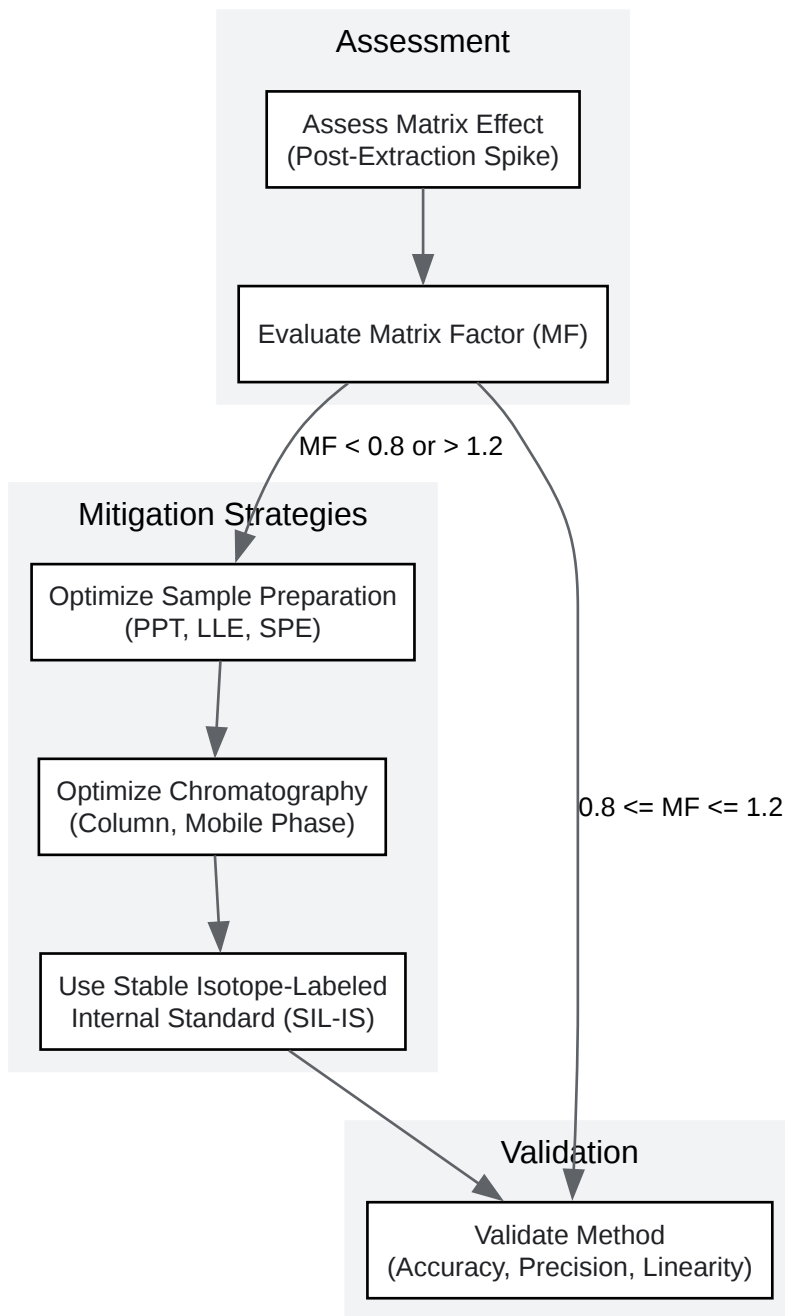 Assessment
Assess Matrix Effect
(Post-Extraction Spike)
Evaluate Matrix Factor (MF)
MF < 0.8 or > 1.2
Mitigation Strategies
Optimize Sample Preparation
(PPT, LLE, SPE)
Optimize Chromatography
(Column, Mobile Phase)
0.8 <= MF <= 1.2
Use Stable Isotope-Labeled
Internal Standard (SIL-IS)
Validation
Validate Method
(Accuracy, Precision, Linearity)